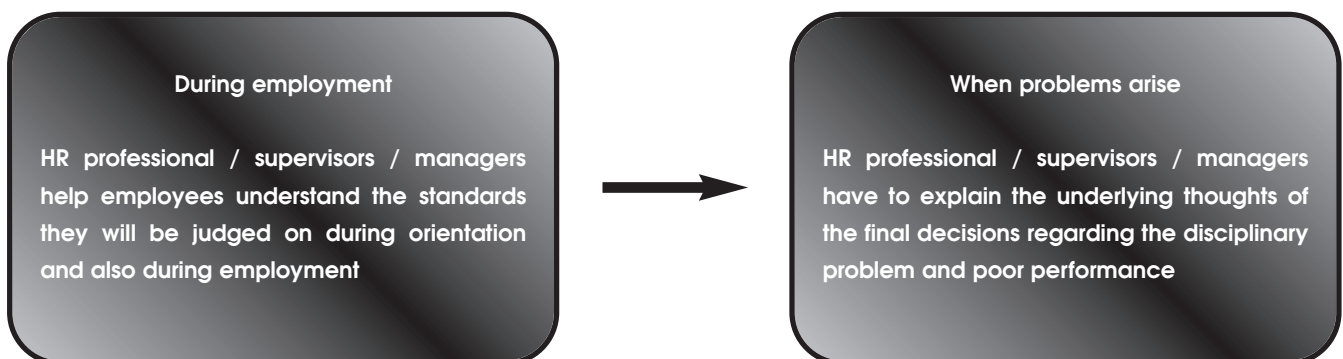 During employment
HR professional / supervisors / managers
help employees understand the standards
they will be judged on during orientation
and also during employment
When problems arise
HR professional / supervisors / managers
have to explain the underlying thoughts of
the final decisions regarding the disciplinary
problem and poor performance